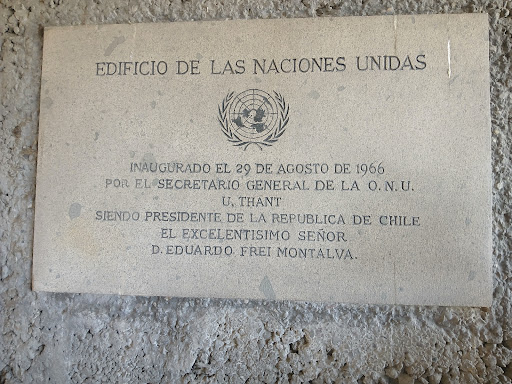 EDIFICIO DE LAS NACIONES UNIDAS
INAUGURADO EL 29 DE AGOSTO DE 1966
POR EL SECRETARIO GENERAL DE LA O.N.U.
U, THANT
SIENDO PRESIDENTE DE LA REPUBLICA DE CHILE
EL EXCELENTISIMO SEÑOR
D. EDUARDO FREI MONTALVA.